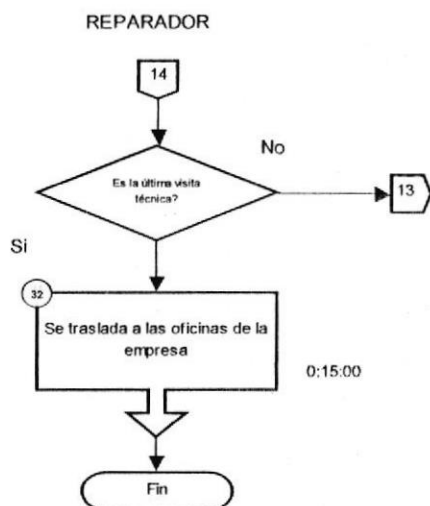 REPARADOR
14
No
Es la última visita
técnica?
13
Si
32
Se traslada a las oficinas de la
empresa
0:15:00
Fin